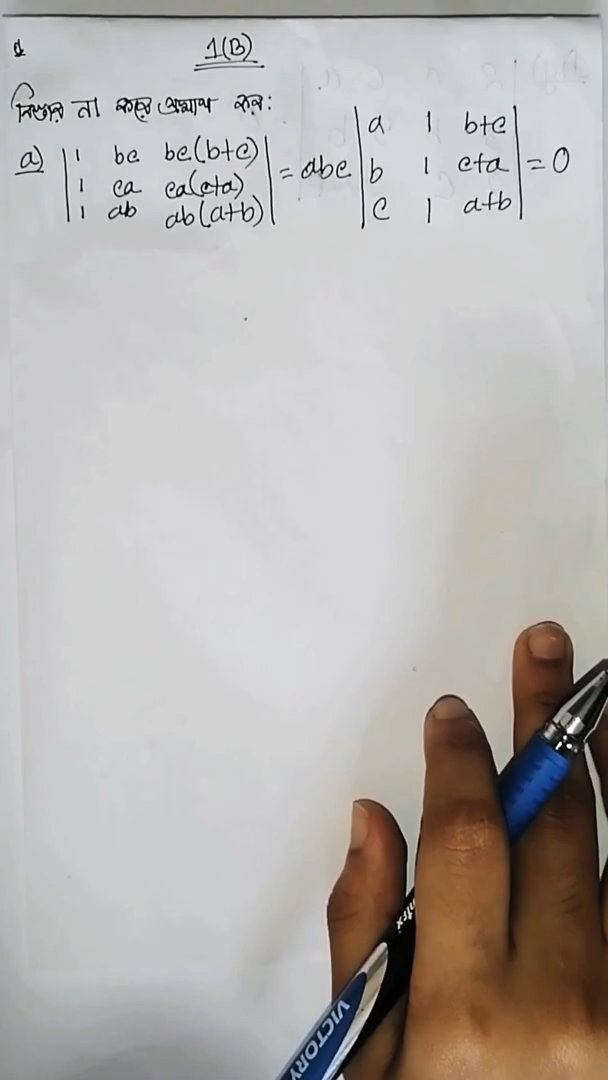 1(B)
বিস্তার না করে প্রমাণ কর:
a) | 1 bc bc(b+c) | = abc | a 1 b+c | = 0
| 1 ca ca(c+a) | | b 1 c+a |
| 1 ab ab(a+b) | | c 1 a+b |
VICTORY